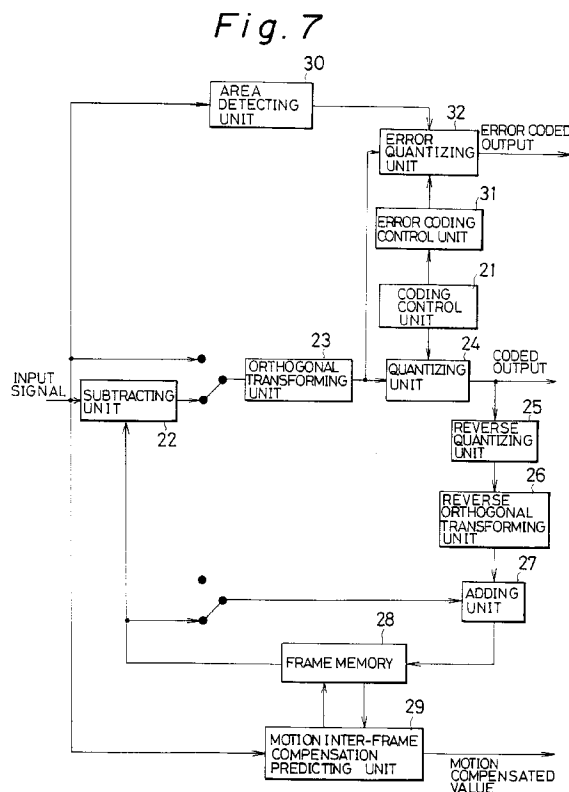 Fig. 7
30
AREA
DETECTING
UNIT
32
ERROR
QUANTIZING
UNIT
ERROR CODED
OUTPUT
31
ERROR CODING
CONTROL UNIT
21
CODING
CONTROL
UNIT
23
ORTHOGONAL
TRANSFORMING
UNIT
24
QUANTIZING
UNIT
CODED
OUTPUT
INPUT
SIGNAL
SUBTRACTING
UNIT
22
25
REVERSE
QUANTIZING
UNIT
26
REVERSE
ORTHOGONAL
TRANSFORMING
UNIT
27
ADDING
UNIT
28
FRAME MEMORY
29
MOTION INTER-FRAME
COMPENSATION
PREDICTING UNIT
MOTION
COMPENSATED
VALUE